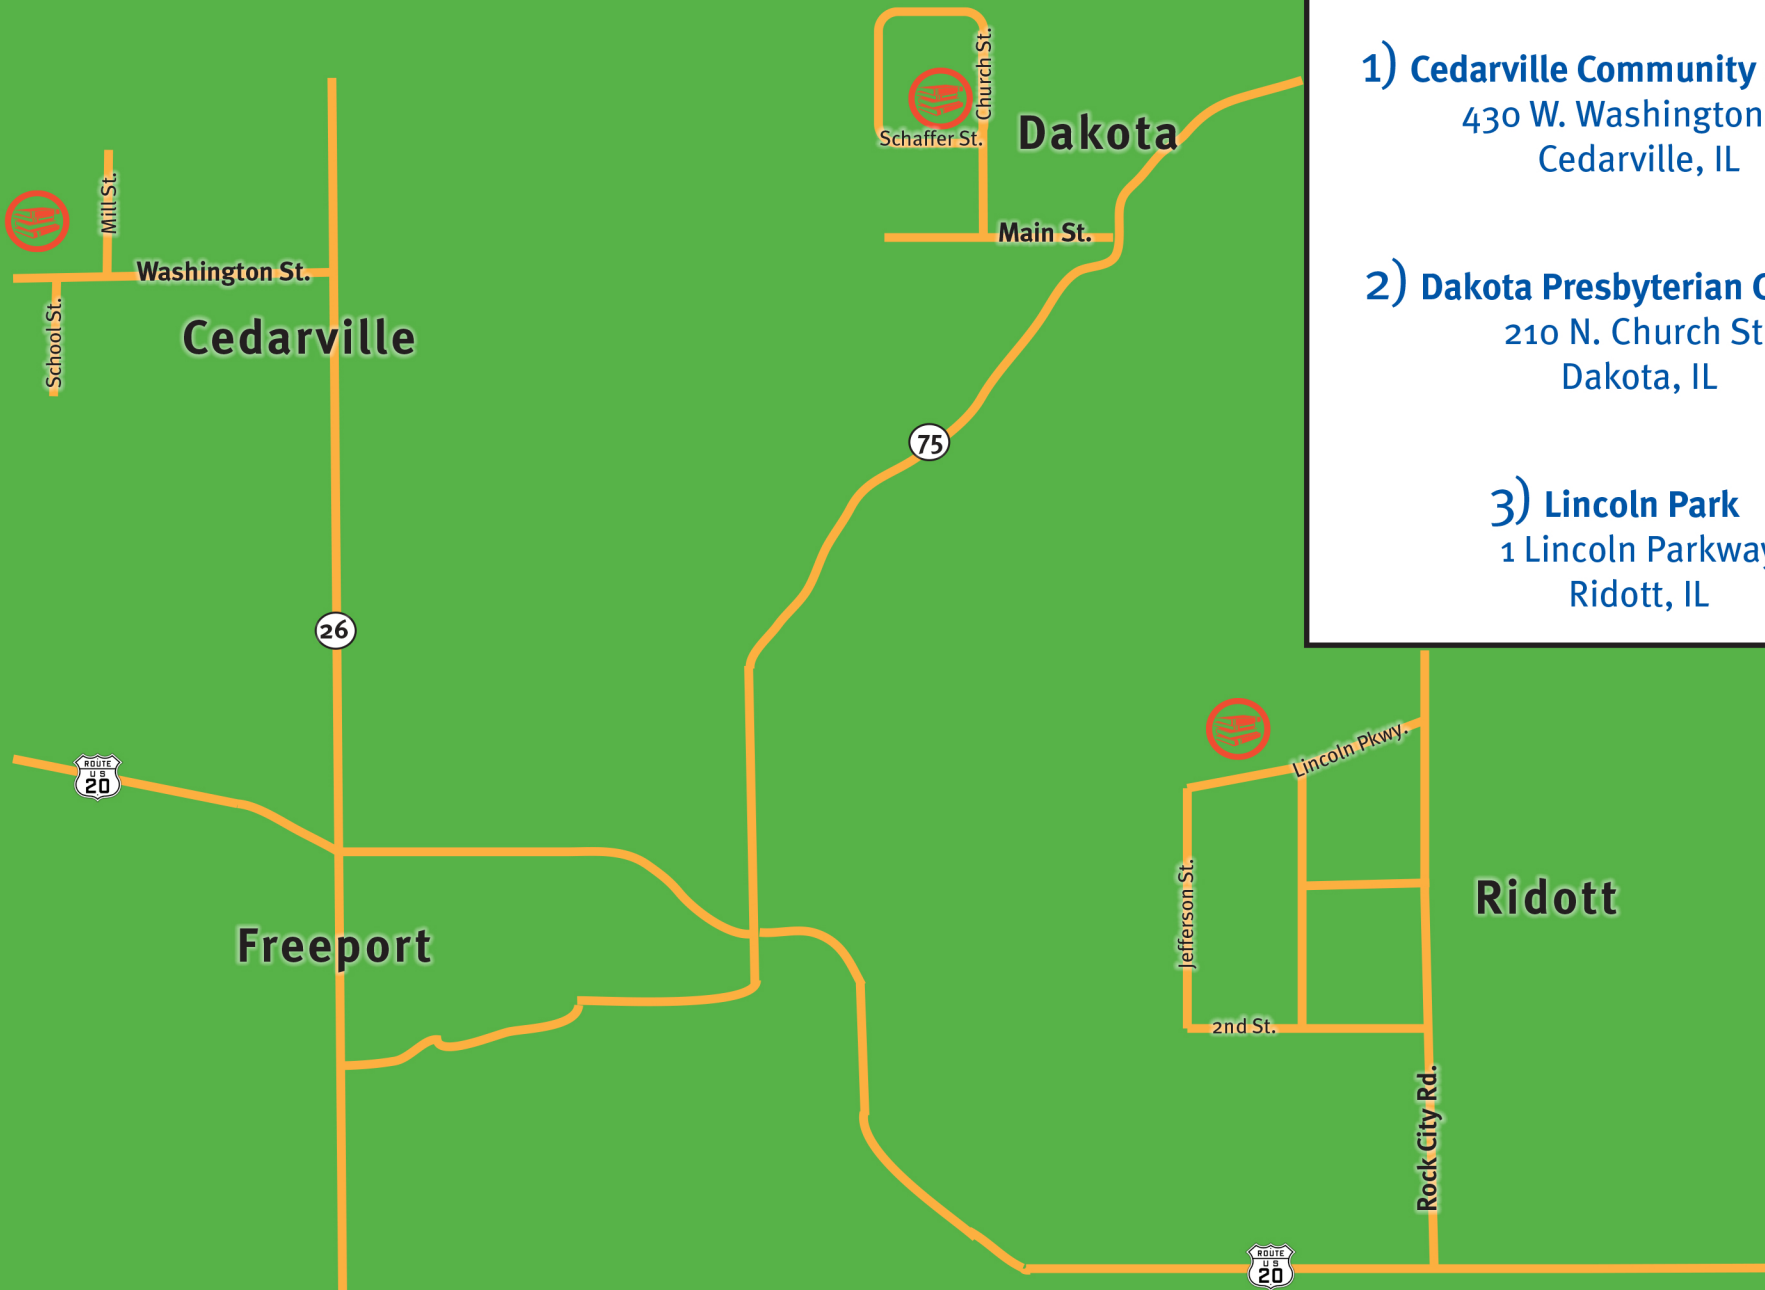 Church St.
Schaffer St.
Dakota
Main St.
Mill St.
Washington St.
School St.
Cedarville
75
26
ROUTE
US
20
Freeport
1) Cedarville Community
430 W. Washington
Cedarville, IL
2) Dakota Presbyterian
210 N. Church St
Dakota, IL
3) Lincoln Park
1 Lincoln Parkway
Ridott, IL
Lincoln Pkwy.
Jefferson St.
Ridott
2nd St.
Rock City Rd.
ROUTE
US
20